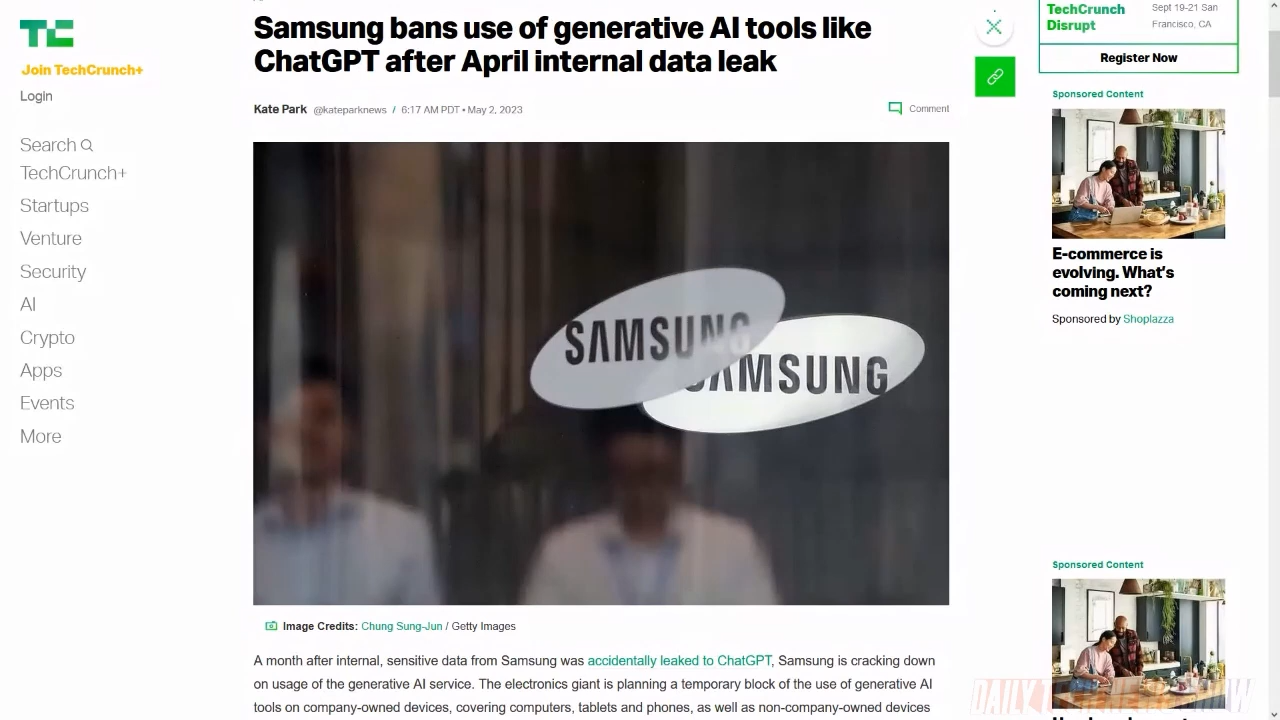 TC
Join TechCrunch+
Login
Search
TechCrunch+
Startups
Venture
Security
AI
Crypto
Apps
Events
More
Samsung bans use of generative AI tools like
ChatGPT after April internal data leak
Kate Park @kateparknews / 6:17 AM PDT • May 2, 2023
Comment
SAMSUNG
SAMSUNG
Image Credits: Chung Sung-Jun / Getty Images
A month after internal, sensitive data from Samsung was accidentally leaked to ChatGPT, Samsung is cracking down
on usage of the generative AI service. The electronics giant is planning a temporary block of the use of generative AI
tools on company-owned devices, covering computers, tablets and phones, as well as non-company-owned devices
TechCrunch
Disrupt
Sept 19-21 San
Francisco, CA
Register Now
Sponsored Content
E-commerce is
evolving. What's
coming next?
Sponsored by Shoplazza
Sponsored Content
DAILY TECH NEWS SHOW